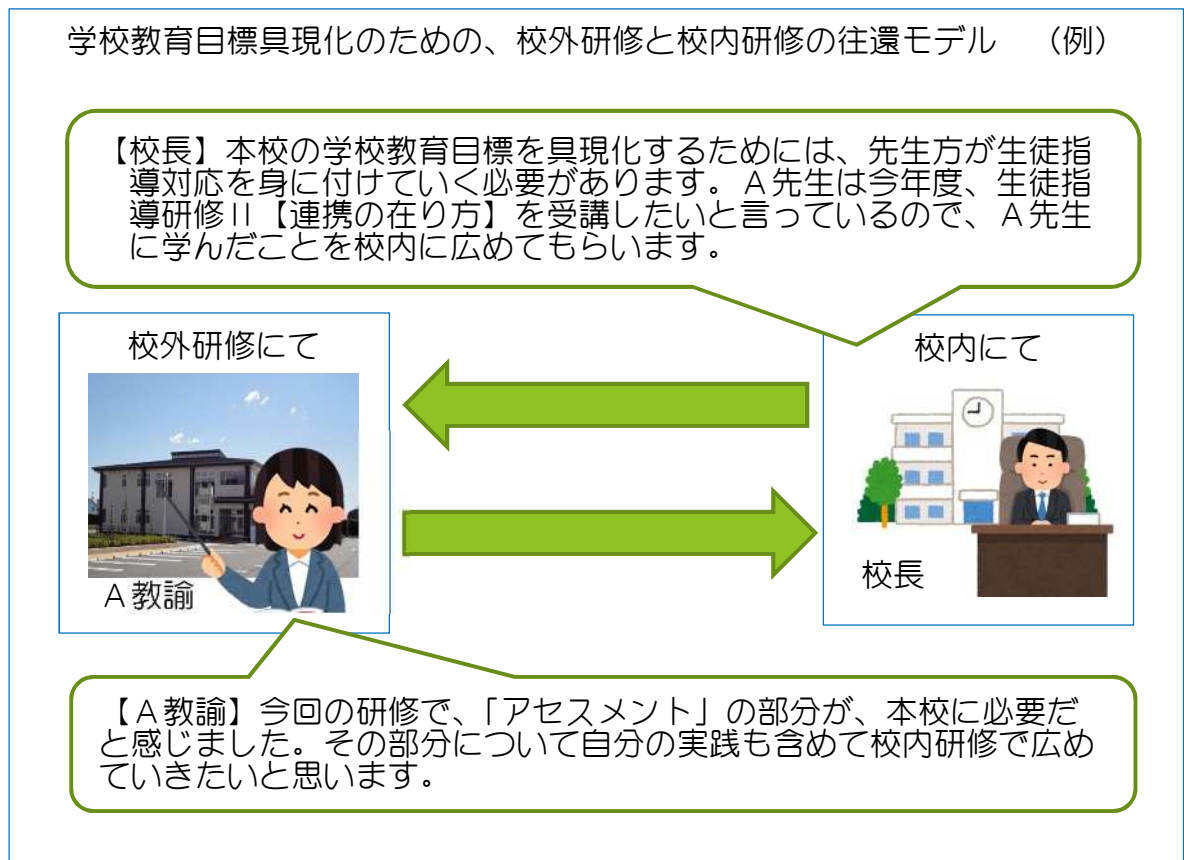 学校教育目標具現化のための、校外研修と校内研修の往還モデル　（例）
【校長】本校の学校教育目標を具現化するためには、先生方が生徒指
導対応を身に付けていく必要があります。Ａ先生は今年度、生徒指
導研修Ⅱ【連携の在り方】を受講したいと言っているので、Ａ先生
に学んだことを校内に広めてもらいます。
校外研修にて
校内にて
Ａ教諭
校長
【Ａ教諭】今回の研修で、「アセスメント」の部分が、本校に必要だ
と感じました。その部分について自分の実践も含めて校内研修で広め
ていきたいと思います。